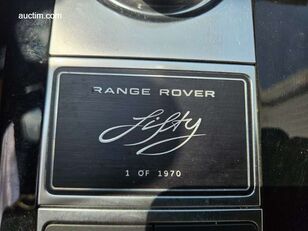 auctim.com
RANGE ROVER
Fifty
1 OF 1970